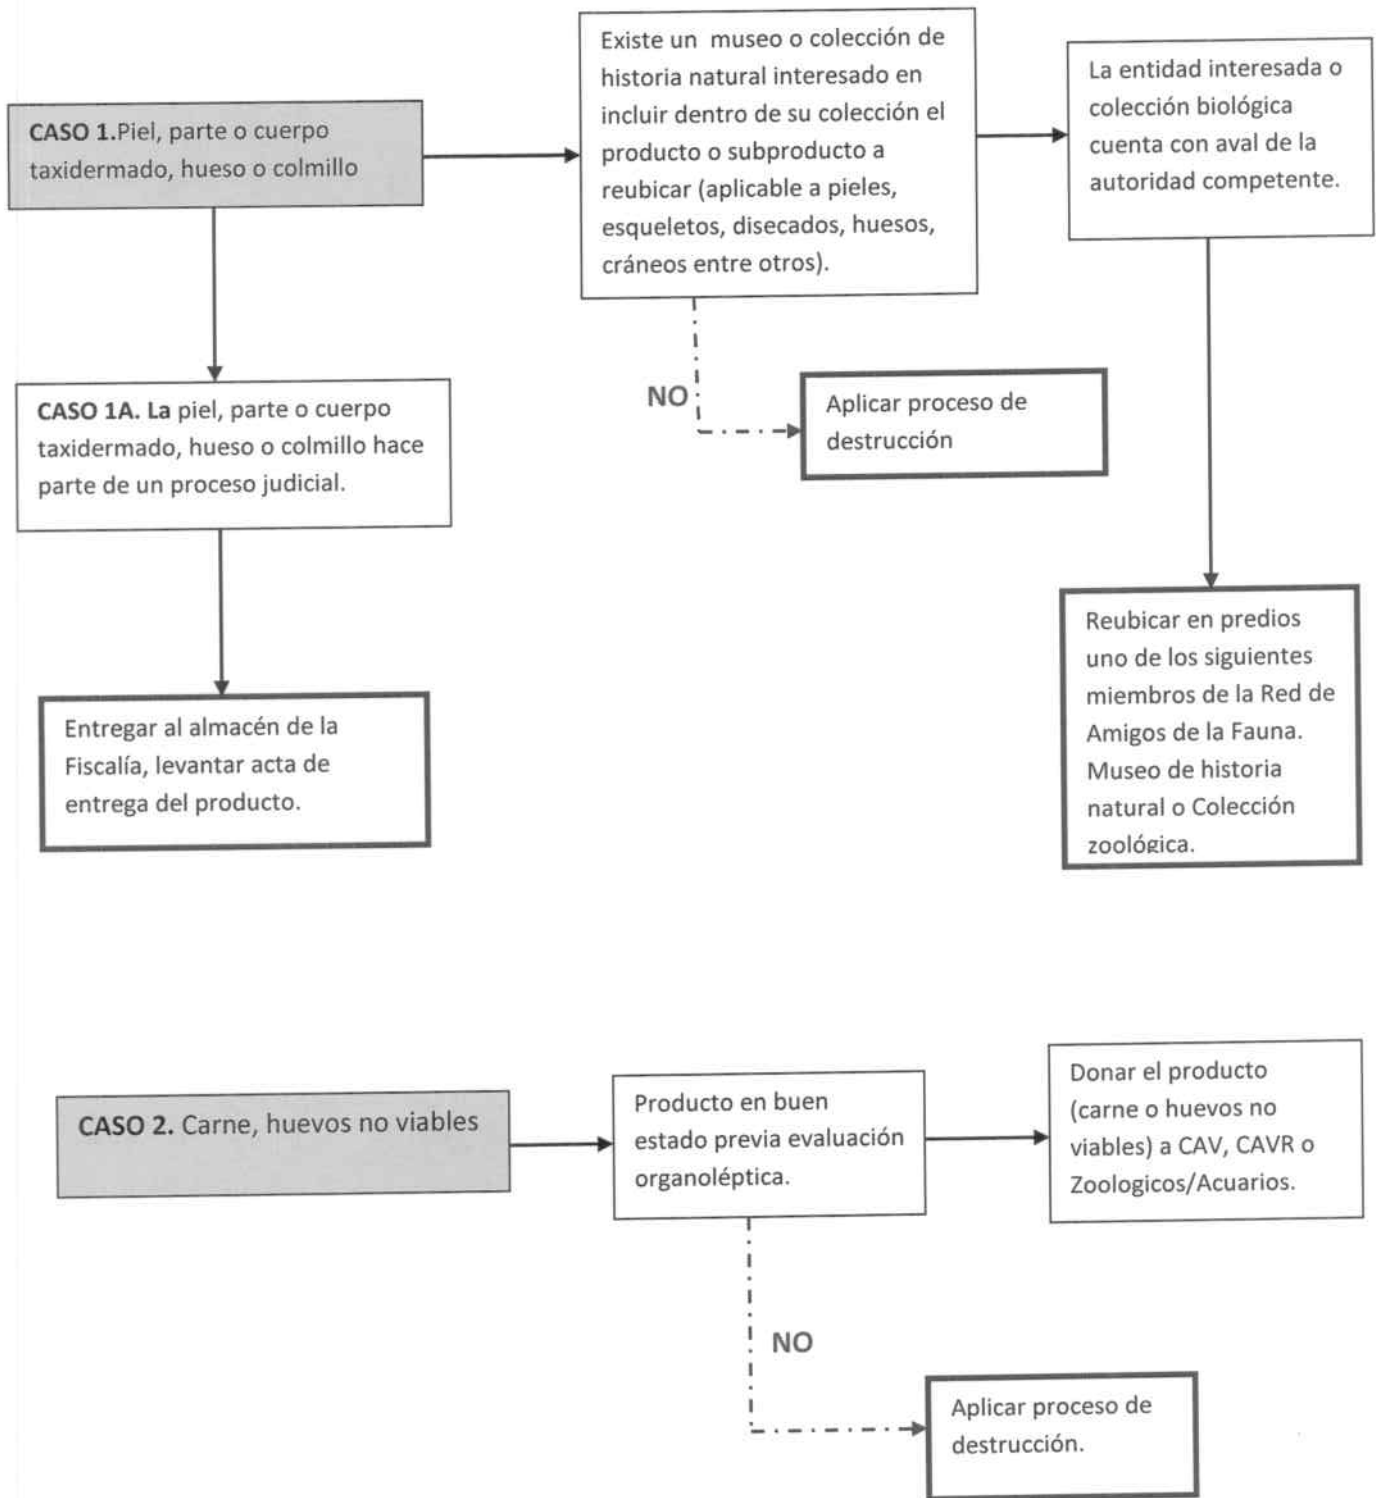 CASO 1.Piel, parte o cuerpo
taxidermado, hueso o colmillo
Existe un museo o colección de
historia natural interesado en
incluir dentro de su colección el
producto o subproducto a
reubicar (aplicable a pieles,
esqueletos, disecados, huesos,
cráneos entre otros).
La entidad interesada o
colección biológica
cuenta con aval de la
autoridad competente.
NO
Aplicar proceso de
destrucción
CASO 1A. La piel, parte o cuerpo
taxidermado, hueso o colmillo hace
parte de un proceso judicial.
Entregar al almacén de la
Fiscalía, levantar acta de
entrega del producto.
Reubicar en predios
uno de los siguientes
miembros de la Red de
Amigos de la Fauna.
Museo de historia
natural o Colección
zoológica.
CASO 2. Carne, huevos no viables
Producto en buen
estado previa evaluación
organoléptica.
Donar el producto
(carne o huevos no
viables) a CAV, CAVR o
Zoologicos/Acuarios.
NO
Aplicar proceso de
destrucción.